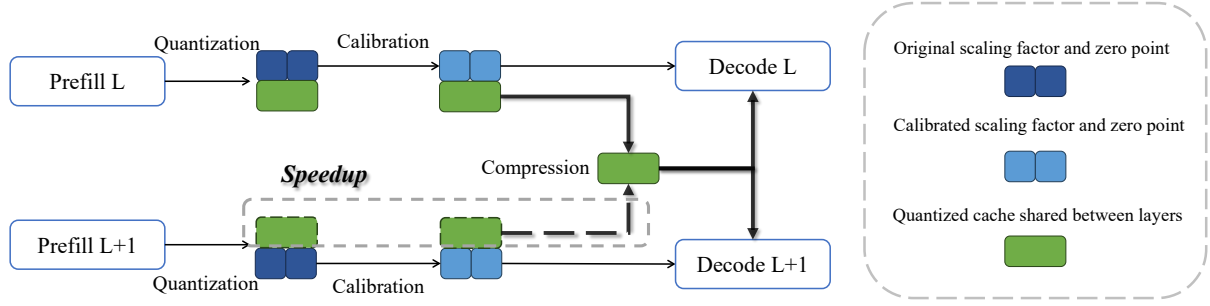 Quantization
Calibration
Prefill L
Decode L
Compression
Speedup
Prefill L+1
Decode L+1
Quantization
Calibration
Original scaling factor and zero point
Calibrated scaling factor and zero point
Quantized cache shared between layers